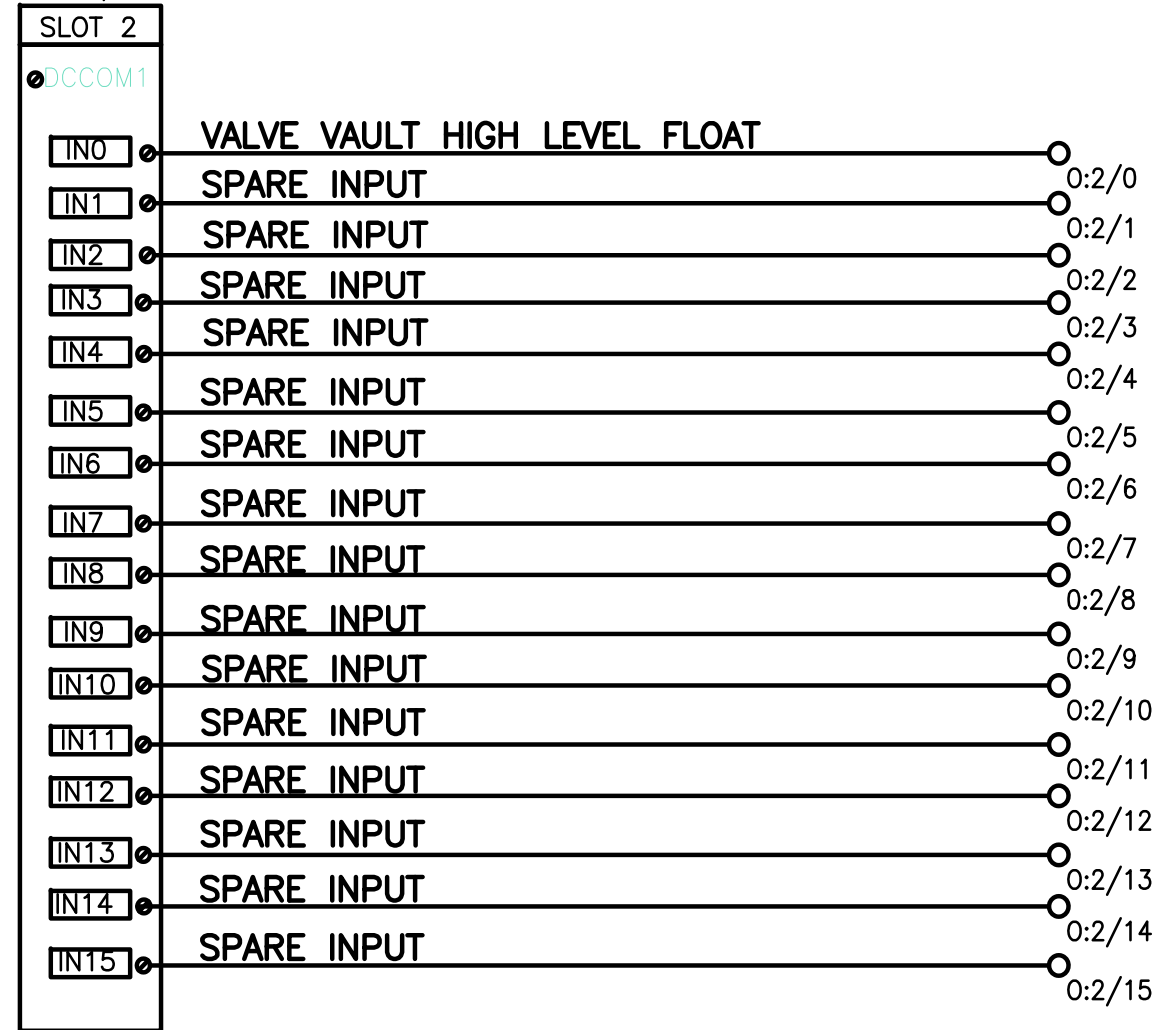 SLOT 2
DCCOM1
IN0 VALVE VAULT HIGH LEVEL FLOAT 0:2/0
IN1 SPARE INPUT 0:2/1
IN2 SPARE INPUT 0:2/2
IN3 SPARE INPUT 0:2/3
IN4 SPARE INPUT 0:2/4
IN5 SPARE INPUT 0:2/5
IN6 SPARE INPUT 0:2/6
IN7 SPARE INPUT 0:2/7
IN8 SPARE INPUT 0:2/8
IN9 SPARE INPUT 0:2/9
IN10 SPARE INPUT 0:2/10
IN11 SPARE INPUT 0:2/11
IN12 SPARE INPUT 0:2/12
IN13 SPARE INPUT 0:2/13
IN14 SPARE INPUT 0:2/14
IN15 SPARE INPUT 0:2/15